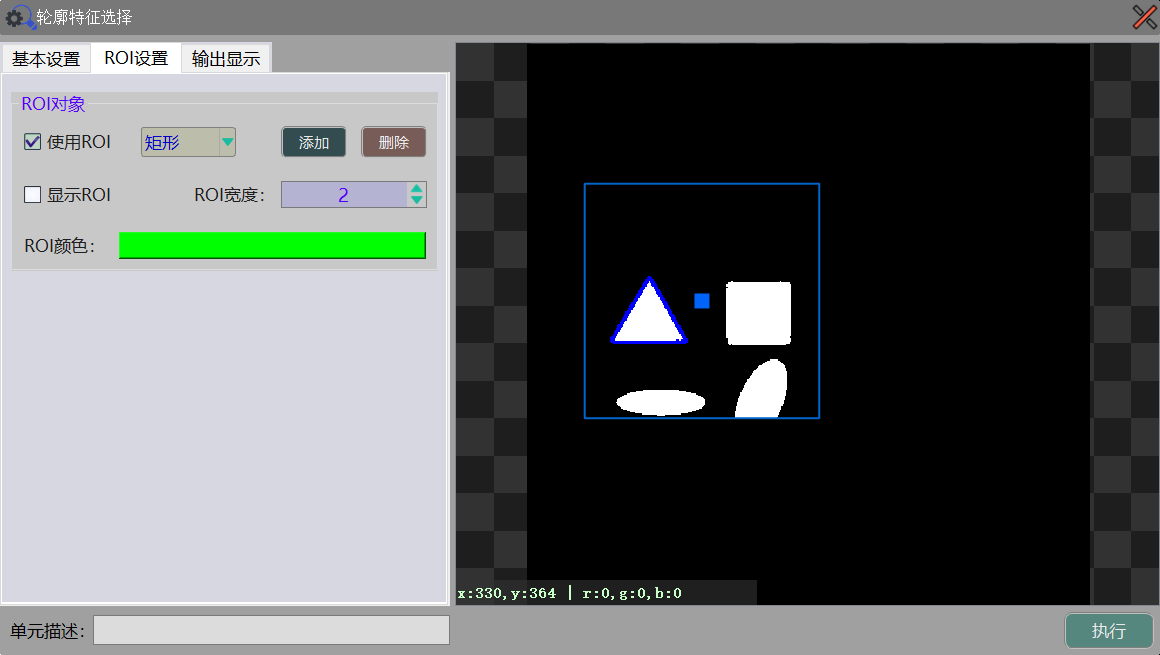 轮廓特征选择
基本设置 ROI设置 输出显示
ROI对象
使用ROI 矩形 添加 删除
显示ROI ROI宽度： 2
ROI颜色：
x:330,y:364 | r:0,g:0,b:0
单元描述： 执行